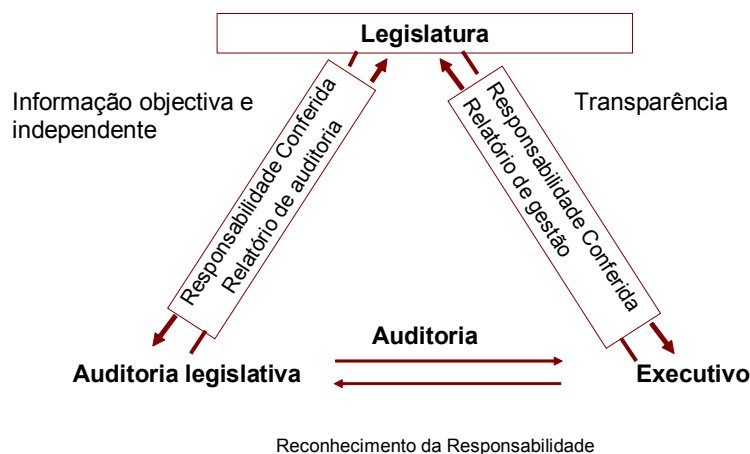 Legislatura
Informação objectiva e
independente
Transparência
Responsabilidade Conferida
Relatório de auditoria
Responsabilidade Conferida
Relatório de gestão
Auditoria
Auditoria legislativa
Executivo
Reconhecimento da Responsabilidade